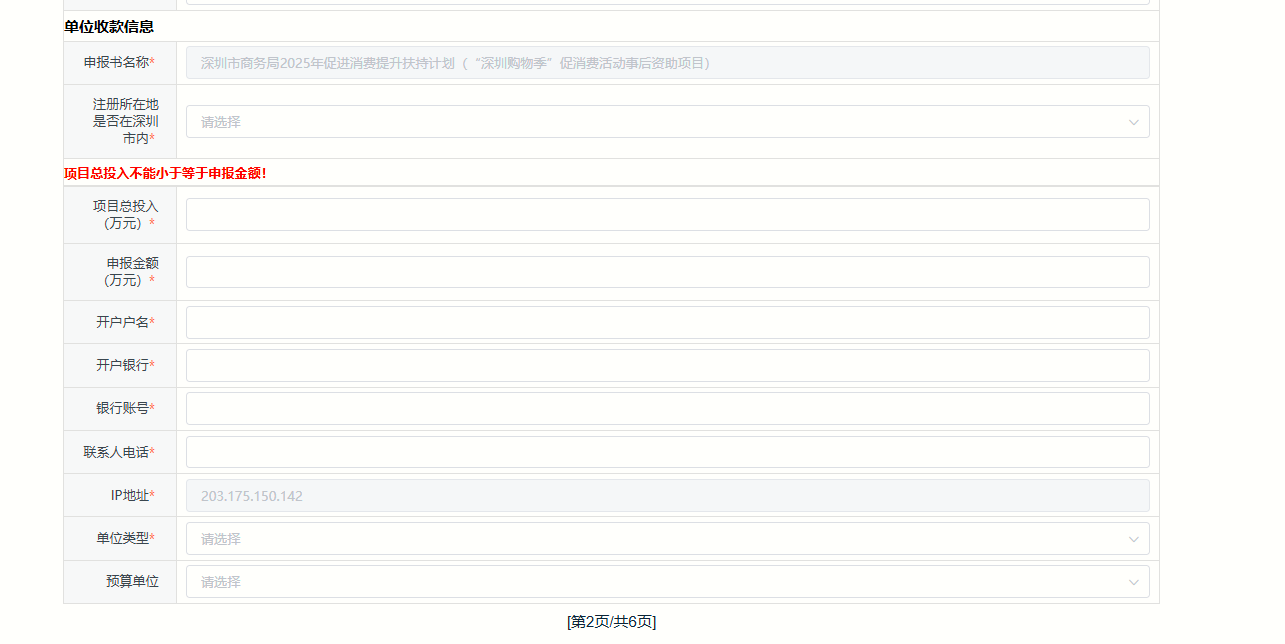 单位收款信息
申报书名称*
深圳市商务局2025年促进消费提升扶持计划（“深圳购物季”促消费活动事后资助项目）
注册所在地
是否在深圳
市内*
请选择
项目总投入不能小于等于申报金额！
项目总投入
（万元）*
申报金额
（万元）*
开户户名*
开户银行*
银行账号*
联系人电话*
IP地址*
203.175.150.142
单位类型*
请选择
预算单位
请选择
[第2页/共6页]